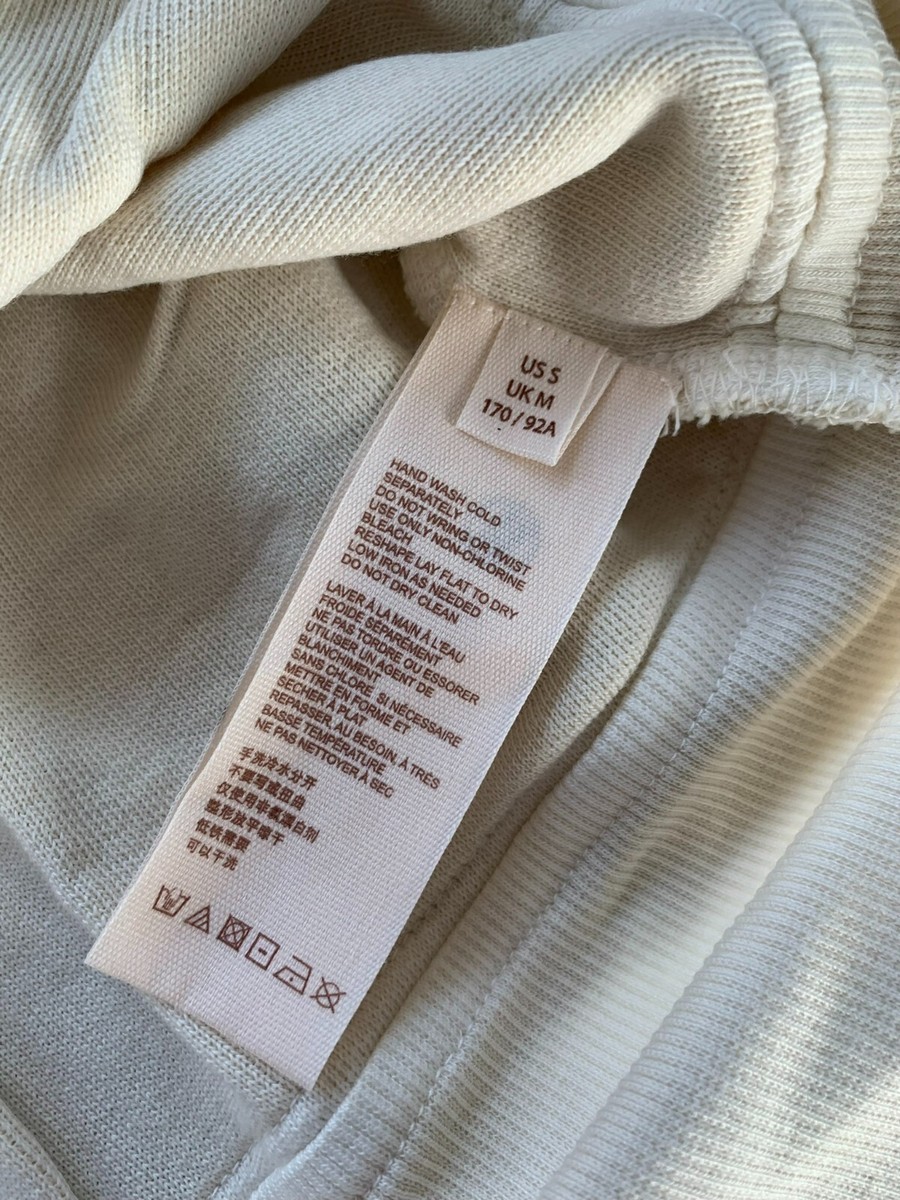 US S
UK M
170 / 92A
HAND WASH COLD
SEPARATELY
DO NOT WRING OR TWIST
USE ONLY NON-CHLORINE
BLEACH
RESHAPE LAY FLAT TO DRY
LOW IRON AS NEEDED
DO NOT DRY CLEAN
LAVER À LA MAIN À L'EAU
FROIDE SÉPARÉMENT
NE PAS TORDRE OU ESSORER
UTILISER UN AGENT DE
BLANCHIMENT
SANS CHLORE, SI NÉCESSAIRE
METTRE EN FORME ET
SÉCHER À PLAT
REPASSER, AU BESOIN, À TRÈS
BASSE TEMPÉRATURE
NE PAS NETTOYER À SEC
手洗冷水分开
不要薄或扭曲
仅使用非氯漂白剂
整形放平晾干
低铁需要
可以干洗